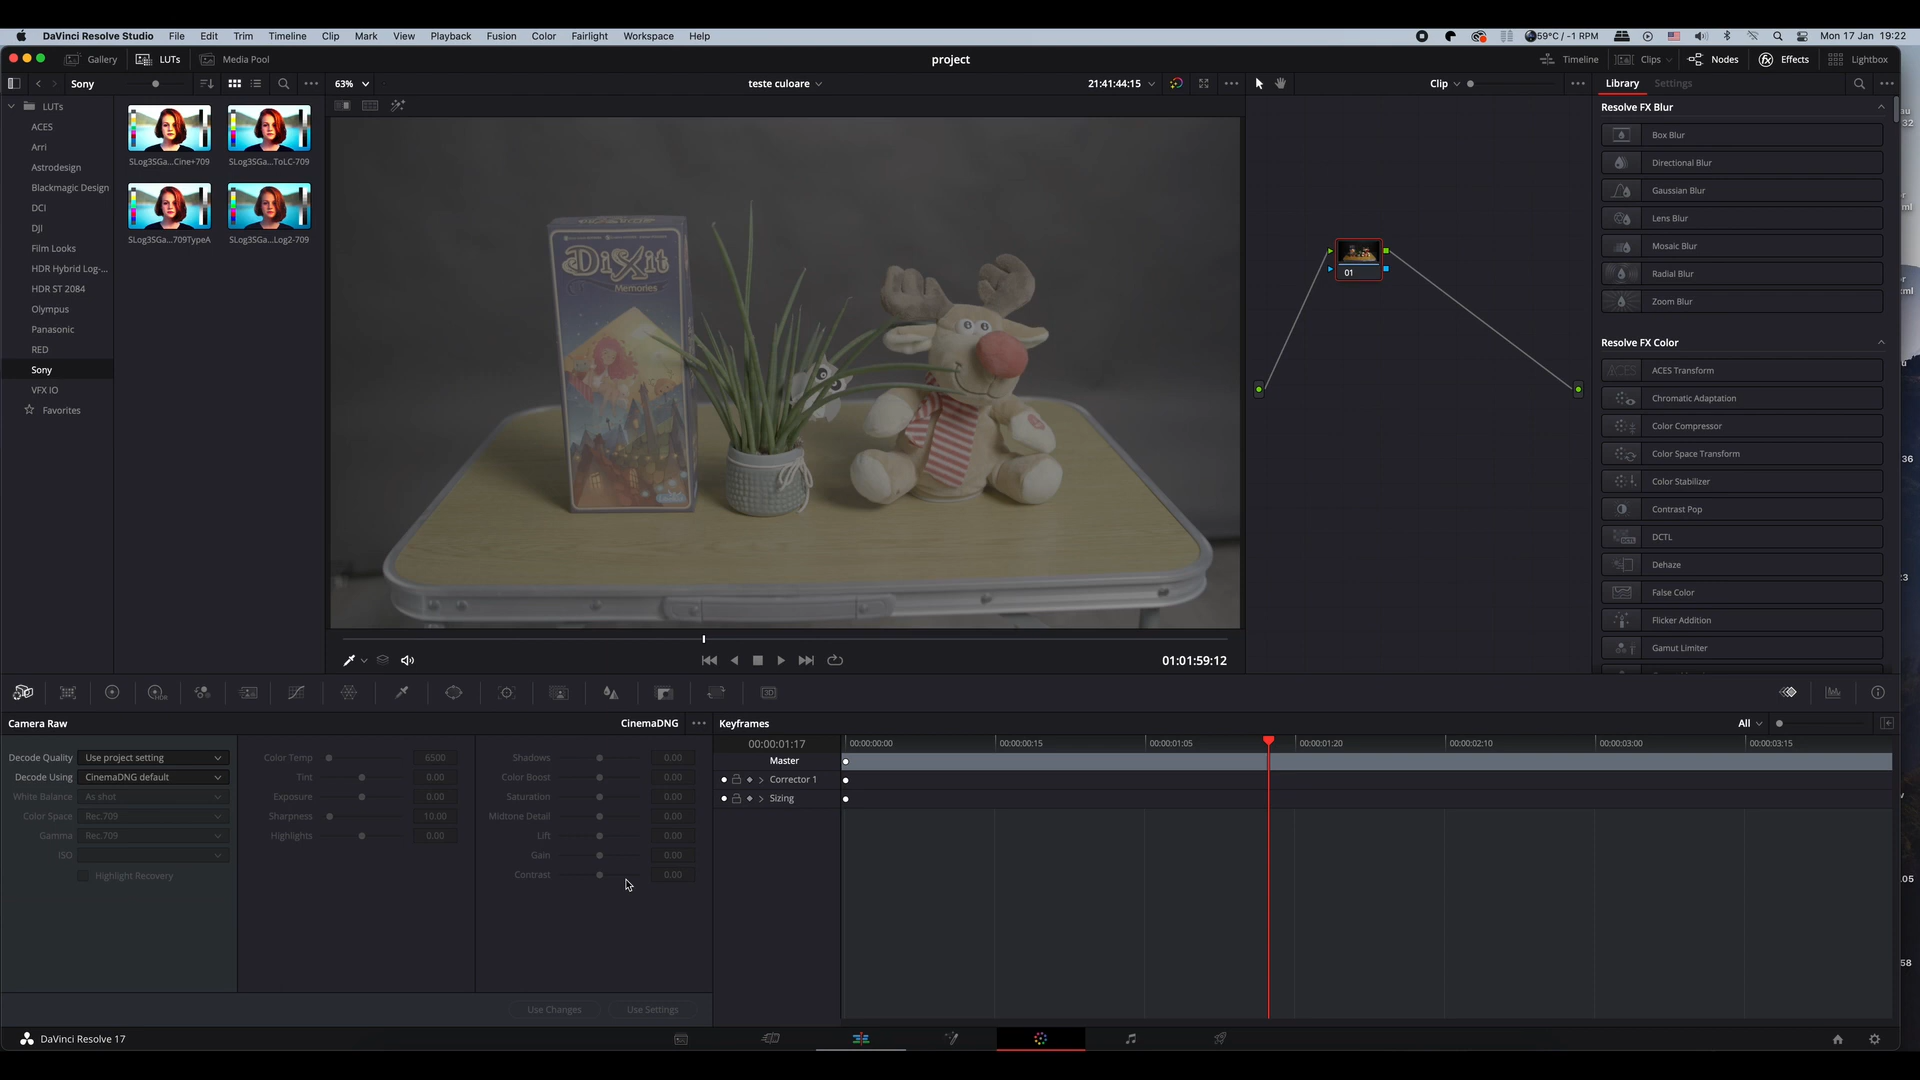 DaVinci Resolve Studio File Edit Trim Timeline Clip Mark View Playback Fusion Color Fairlight Workspace Help 59°C / -1 RPM Mon 17 Jan 19:22
Gallery LUTs Media Pool project Timeline Clips Nodes Effects Lightbox
Sony 63% teste culoare 21:41:44:15 Clip Library Settings
LUTs
ACES
Arri
Astrodesign
Blackmagic Design
DCI
DJI
Film Looks
HDR Hybrid Log-...
HDR ST 2084
Olympus
Panasonic
RED
Sony
VFX IO
Favorites
SLog3SGa...Cine+709 SLog3SGa...ToLC-709
SLog3SGa...709TypeA SLog3SGa...Log2-709
DiXit
Memories
01
01:01:59:12
Resolve FX Blur
Box Blur
Directional Blur
Gaussian Blur
Lens Blur
Mosaic Blur
Radial Blur
Zoom Blur
Resolve FX Color
ACES Transform
Chromatic Adaptation
Color Compressor
Color Space Transform
Color Stabilizer
Contrast Pop
DCTL
Dehaze
False Color
Flicker Addition
Gamut Limiter
HDR
3D
Camera Raw CinemaDNG
Decode Quality Use project setting
Decode Using CinemaDNG default
White Balance As shot
Color Space Rec.709
Gamma Rec.709
ISO
Highlight Recovery
Color Temp 6500
Tint 0.00
Exposure 0.00
Sharpness 10.00
Highlights 0.00
Shadows 0.00
Color Boost 0.00
Saturation 0.00
Midtone Detail 0.00
Lift 0.00
Gain 0.00
Contrast 0.00
Use Changes Use Settings
Keyframes All
00:00:01:17 00:00:00:00 00:00:00:15 00:00:01:05 00:00:01:20 00:00:02:10 00:00:03:00 00:00:03:15
Master
Corrector 1
Sizing
DaVinci Resolve 17